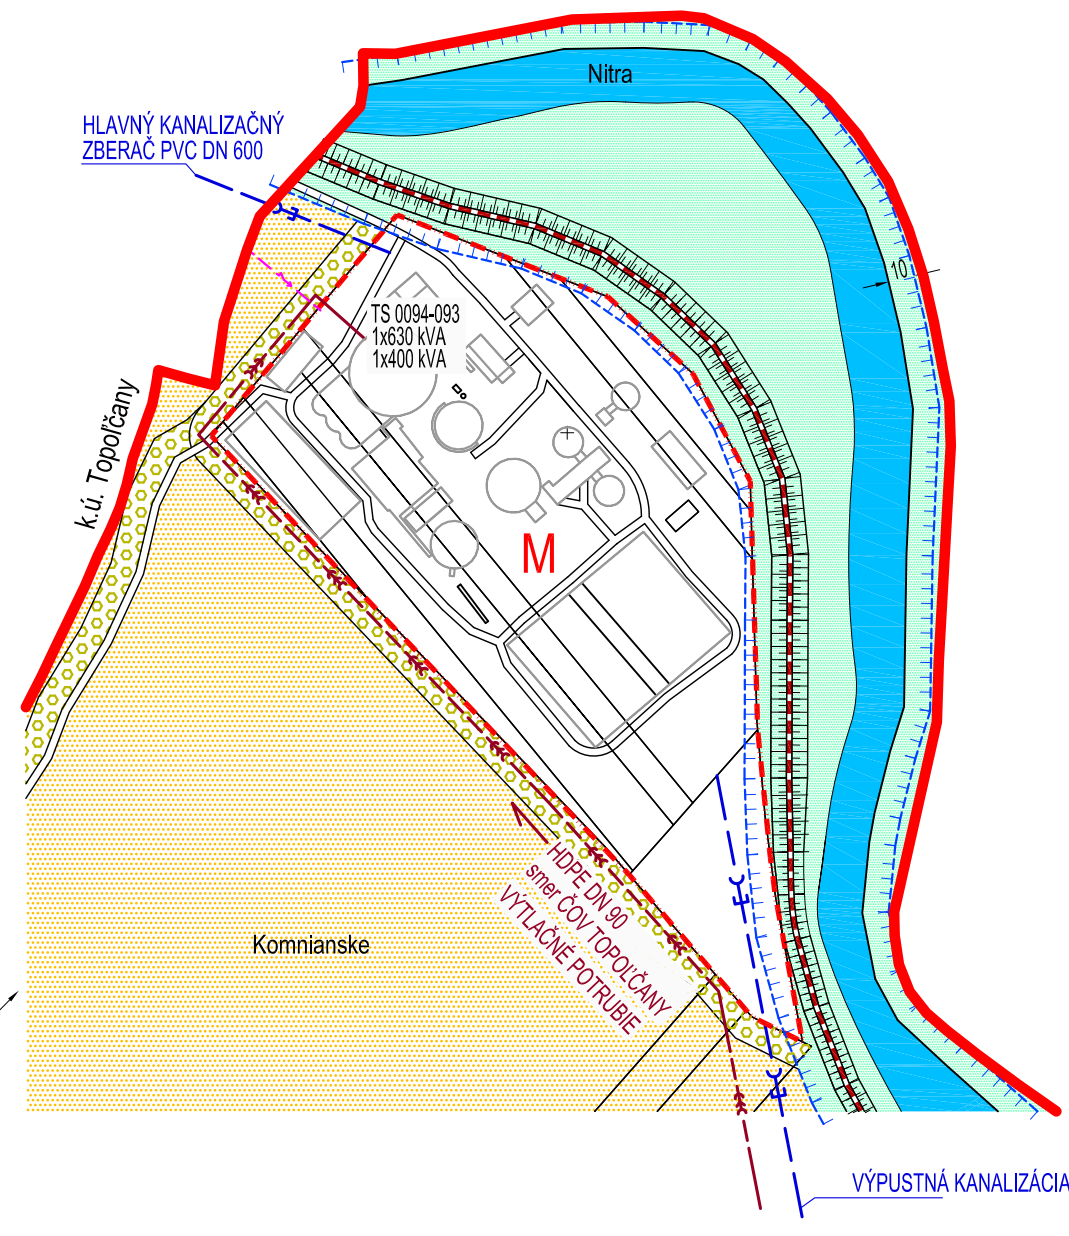 Nitra
HLAVNÝ KANALIZAČNÝ
ZBERAČ PVC DN 600
10
TS 0094-093
1x630 kVA
1x400 kVA
k.ú. Topoľčany
M
HDPE DN 90
smer ČOV TOPOĽČANY
VÝTLAČNÉ POTRUBIE
Komnianske
VÝPUSTNÁ KANALIZÁCIA